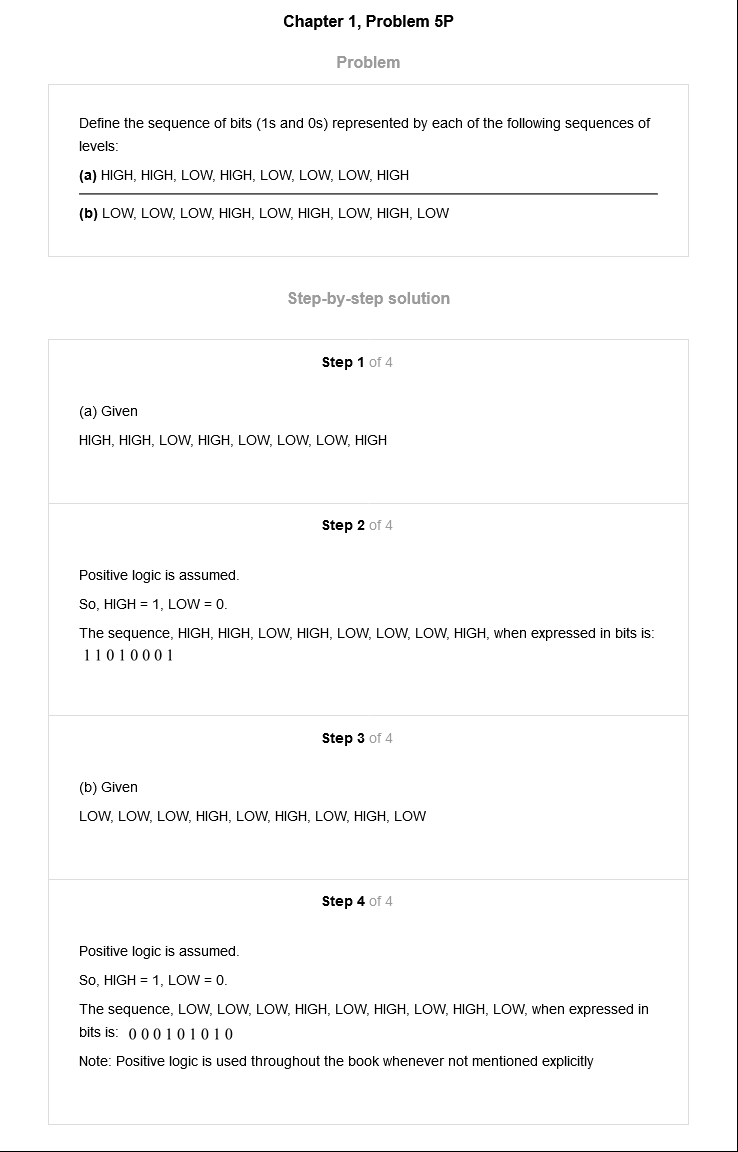 Chapter 1, Problem 5P
Problem
Define the sequence of bits (1s and 0s) represented by each of the following sequences of
levels:
(a) HIGH, HIGH, LOW, HIGH, LOW, LOW, LOW, HIGH
(b) LOW, LOW, LOW, HIGH, LOW, HIGH, LOW, HIGH, LOW
Step-by-step solution
Step 1 of 4
(a) Given
HIGH, HIGH, LOW, HIGH, LOW, LOW, LOW, HIGH
Step 2 of 4
Positive logic is assumed.
So, HIGH = 1, LOW = 0.
The sequence, HIGH, HIGH, LOW, HIGH, LOW, LOW, LOW, HIGH, when expressed in bits is:
1 1 0 1 0 0 0 1
Step 3 of 4
(b) Given
LOW, LOW, LOW, HIGH, LOW, HIGH, LOW, HIGH, LOW
Step 4 of 4
Positive logic is assumed.
So, HIGH = 1, LOW = 0.
The sequence, LOW, LOW, LOW, HIGH, LOW, HIGH, LOW, HIGH, LOW, when expressed in
bits is: 0 0 0 1 0 1 0 1 0
Note: Positive logic is used throughout the book whenever not mentioned explicitly